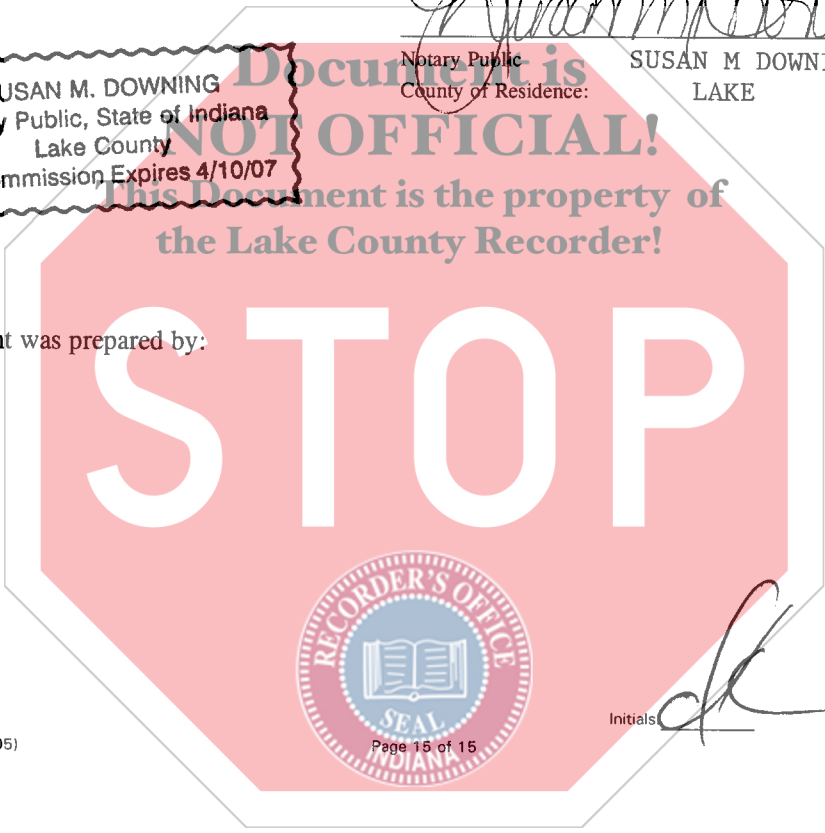 Notary Public SUSAN M DOWNI
County of Residence: LAKE
USAN M. DOWNING
y Public, State of Indiana
Lake County
mmission Expires 4/10/07
Document is
NOT OFFICIAL!
This Document is the property of
the Lake County Recorder!
nt was prepared by:
STOP
RECORDER'S OFFICE
SEAL
INDIANA
Initials
Page 15 of 15
05)